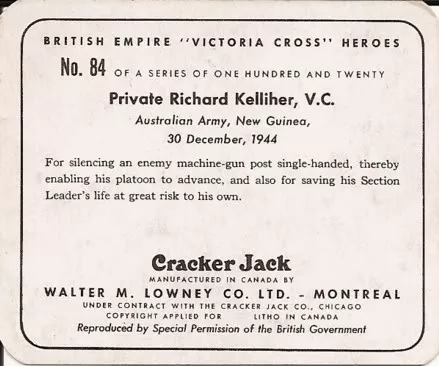 BRITISH EMPIRE "VICTORIA CROSS" HEROES
No. 84 OF A SERIES OF ONE HUNDRED AND TWENTY
Private Richard Kelliher, V.C.
Australian Army, New Guinea,
30 December, 1944
For silencing an enemy machine-gun post single-handed, thereby
enabling his platoon to advance, and also for saving his Section
Leader's life at great risk to his own.
Cracker Jack
MANUFACTURED IN CANADA BY
WALTER M. LOWNEY CO. LTD. - MONTREAL
UNDER CONTRACT WITH THE CRACKER JACK CO., CHICAGO
COPYRIGHT APPLIED FOR LITHO IN CANADA
Reproduced by Special Permission of the British Government